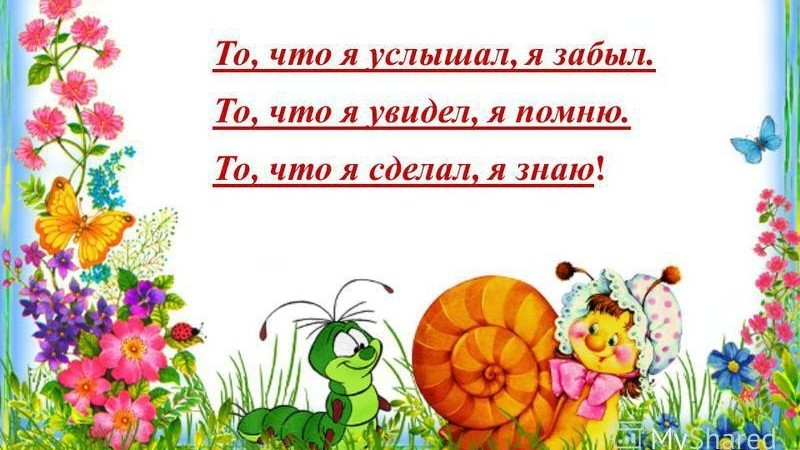 То, что я услышал, я забыл.
То, что я увидел, я помню.
То, что я сделал, я знаю!
MyShared